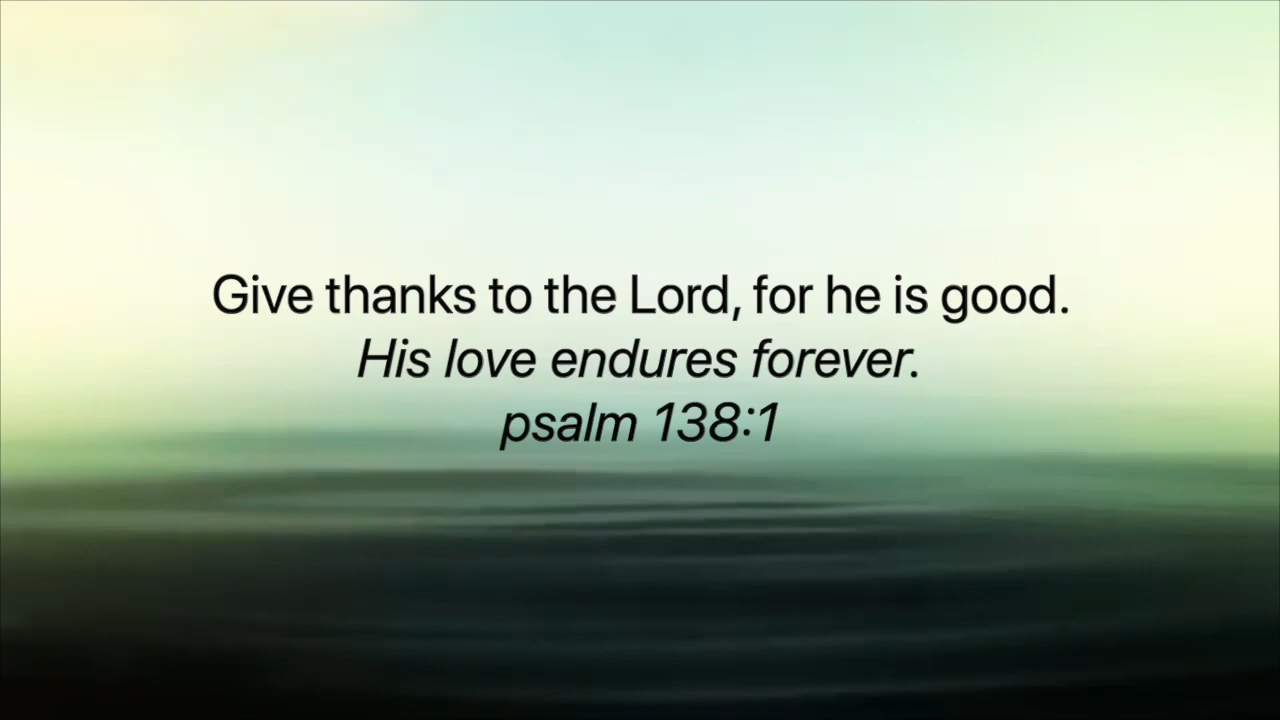 Give thanks to the Lord, for he is good.
His love endures forever.
psalm 138:1